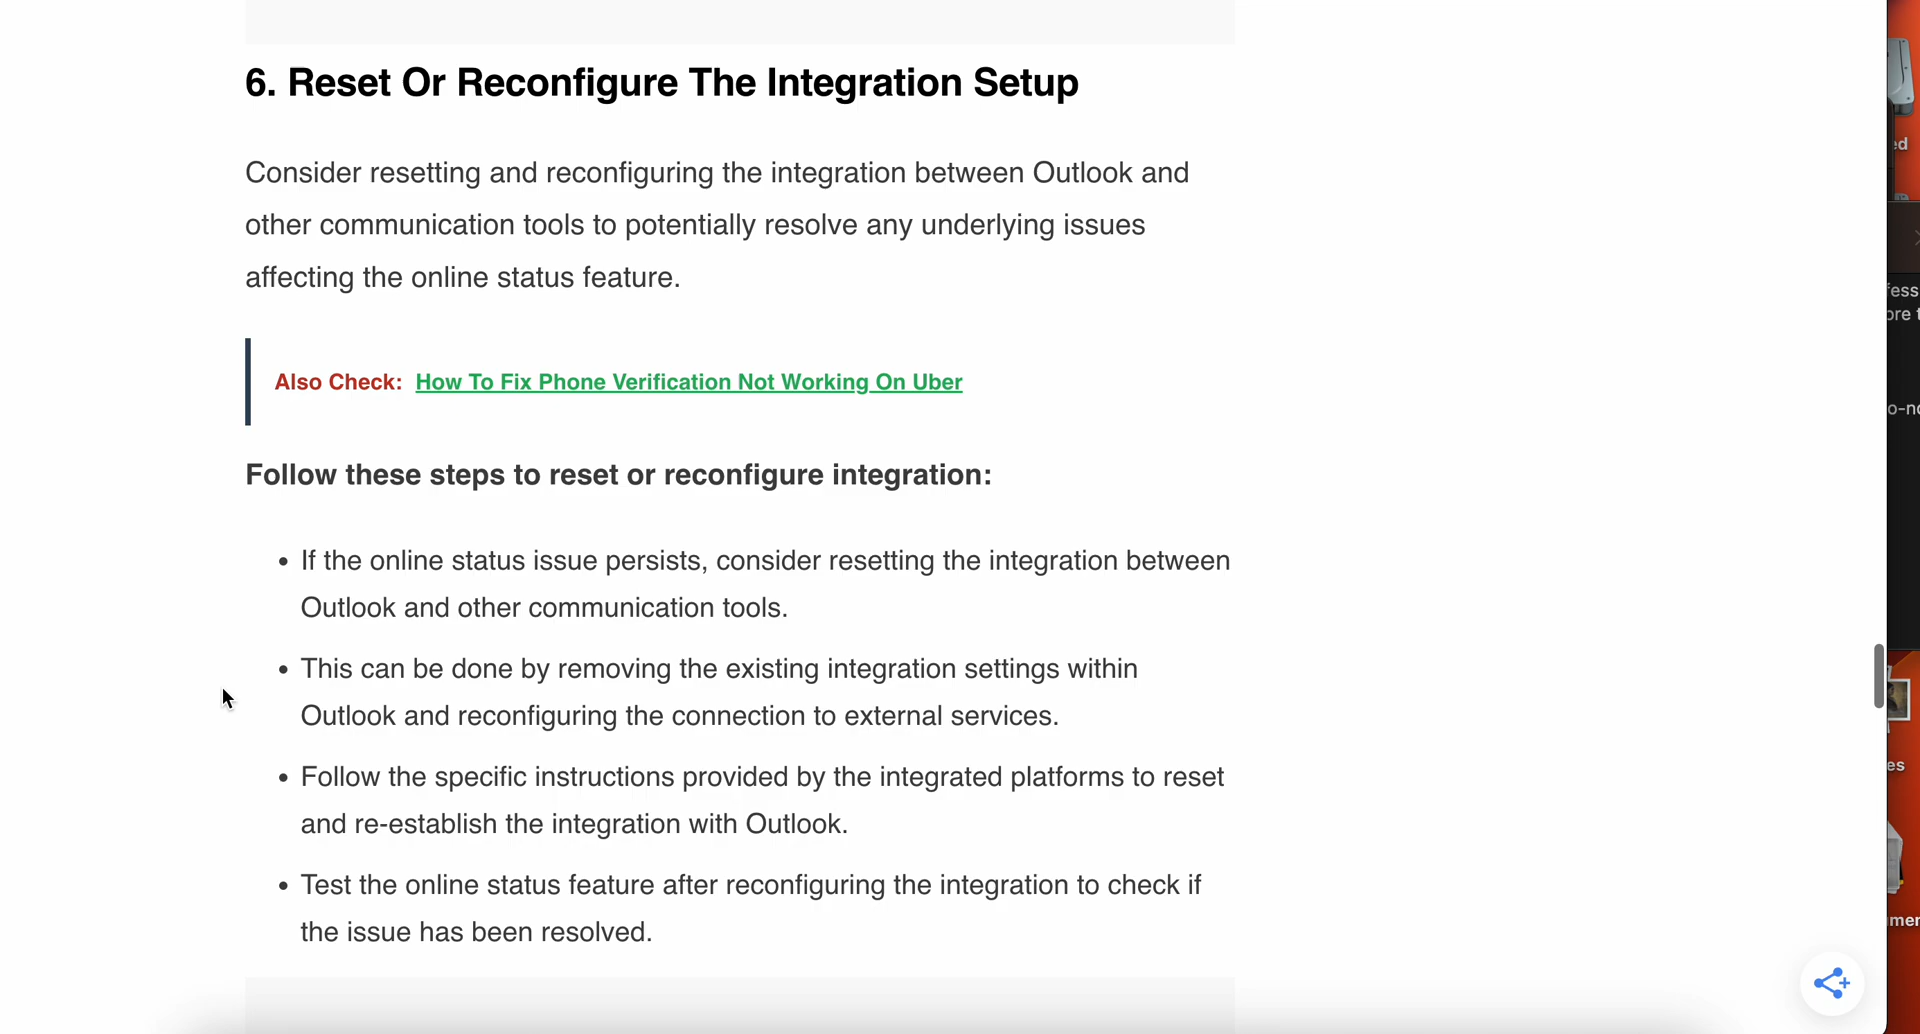 6. Reset Or Reconfigure The Integration Setup
Consider resetting and reconfiguring the integration between Outlook and
other communication tools to potentially resolve any underlying issues
affecting the online status feature.
Also Check: How To Fix Phone Verification Not Working On Uber
Follow these steps to reset or reconfigure integration:
• If the online status issue persists, consider resetting the integration between
Outlook and other communication tools.
• This can be done by removing the existing integration settings within
Outlook and reconfiguring the connection to external services.
• Follow the specific instructions provided by the integrated platforms to reset
and re-establish the integration with Outlook.
• Test the online status feature after reconfiguring the integration to check if
the issue has been resolved.